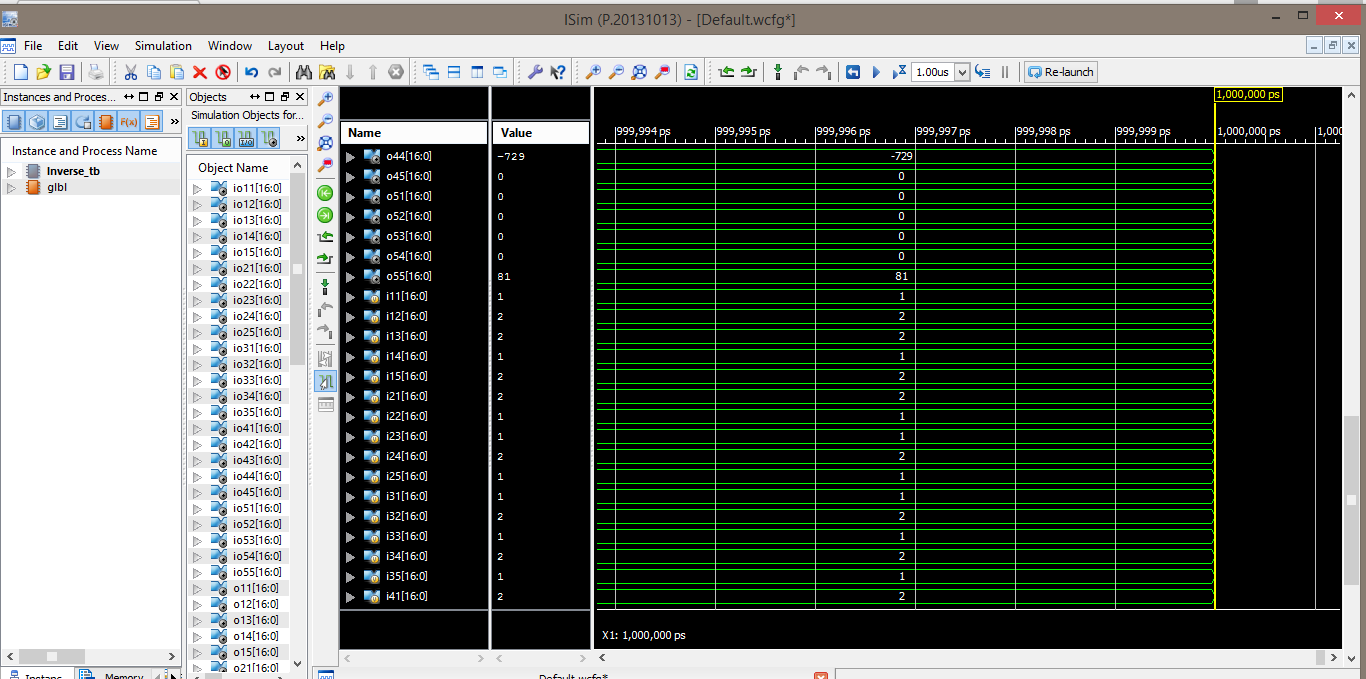 ISim (P.20131013) - [Default.wcfg*]
File Edit View Simulation Window Layout Help
1.00us
Re-launch
Instances and Proces...
Instance and Process Name
Inverse_tb
glbl
Instanc
Memory
Objects
Simulation Objects for...
Object Name
io11[16:0]
io12[16:0]
io13[16:0]
io14[16:0]
io15[16:0]
io21[16:0]
io22[16:0]
io23[16:0]
io24[16:0]
io25[16:0]
io31[16:0]
io32[16:0]
io33[16:0]
io34[16:0]
io35[16:0]
io41[16:0]
io42[16:0]
io43[16:0]
io44[16:0]
io45[16:0]
io51[16:0]
io52[16:0]
io53[16:0]
io54[16:0]
io55[16:0]
o11[16:0]
o12[16:0]
o13[16:0]
o14[16:0]
o15[16:0]
o21[16:0]
1,000,000 ps
Name Value 999,994 ps 999,995 ps 999,996 ps 999,997 ps 999,998 ps 999,999 ps 1,000,000 ps 1,000
o44[16:0] -729 -729
o45[16:0] 0 0
o51[16:0] 0 0
o52[16:0] 0 0
o53[16:0] 0 0
o54[16:0] 0 0
o55[16:0] 81 81
i11[16:0] 1 1
i12[16:0] 2 2
i13[16:0] 2 2
i14[16:0] 1 1
i15[16:0] 2 2
i21[16:0] 2 2
i22[16:0] 1 1
i23[16:0] 1 1
i24[16:0] 2 2
i25[16:0] 1 1
i31[16:0] 1 1
i32[16:0] 2 2
i33[16:0] 1 1
i34[16:0] 2 2
i35[16:0] 1 1
i41[16:0] 2 2
X1: 1,000,000 ps
Default.wcfg*